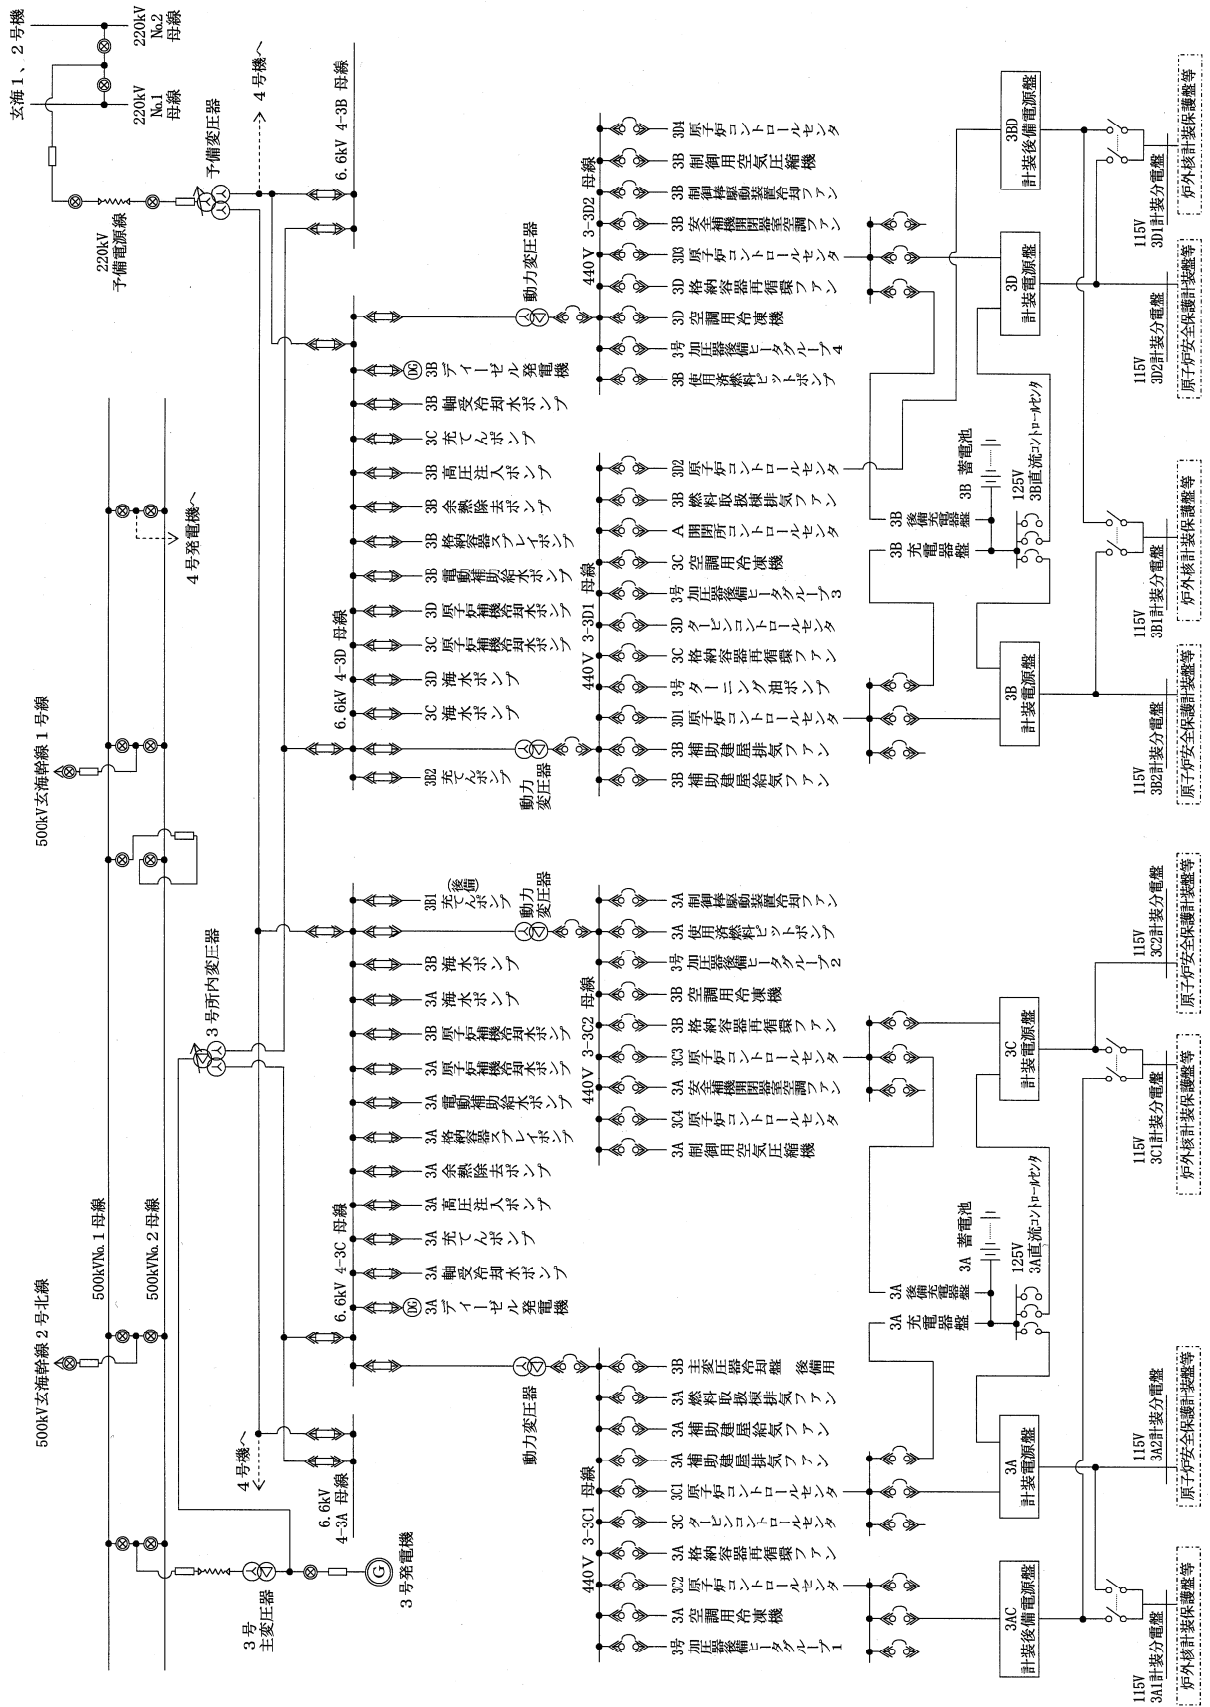 500kV玄海幹線2号北線
500kV玄海幹線1号線
500kVNo.1母線
500kVNo.2母線
4号発電機へ
玄海1、2号機
220kV
No.1
母線
220kV
No.2
母線
220kV
予備電源線
予備変圧器
3号所内変圧器
3号
主変圧器
3号発電機
4号機へ
4号機へ
6.6kV
4-3A 母線
6.6kV 4-3C 母線
6.6kV 4-3D 母線
6.6kV 4-3B 母線
3A ディーゼル発電機
3A 軸受冷却水ポンプ
3A 充てんポンプ
3A 高圧注入ポンプ
3A 余熱除去ポンプ
3A 格納容器スプレイポンプ
3A 電動補助給水ポンプ
3A 原子炉補機冷却水ポンプ
3B 原子炉補機冷却水ポンプ
3A 海水ポンプ
3B 海水ポンプ
3B1 充てんポンプ
(後備)
3B2 充てんポンプ
3C 海水ポンプ
3D 海水ポンプ
3C 原子炉補機冷却水ポンプ
3D 原子炉補機冷却水ポンプ
3B 電動補助給水ポンプ
3B 格納容器スプレイポンプ
3B 余熱除去ポンプ
3B 高圧注入ポンプ
3C 充てんポンプ
3B 軸受冷却水ポンプ
3B ディーゼル発電機
動力変圧器
動力
変圧器
動力
変圧器
動力変圧器
440V 3-3C1 母線
440V 3-3C2 母線
440V 3-3D1 母線
440V 3-3D2 母線
3号 加圧器後備ヒータグループ1
3A 空調用冷凍機
3C2 原子炉コントロールセンタ
3A 格納容器再循環ファン
3C タービンコントロールセンタ
3C1 原子炉コントロールセンタ
3A 補助建屋排気ファン
3A 補助建屋給気ファン
3A 燃料取扱棟排気ファン
3B 主変圧器冷却盤 後備用
3A 制御用空気圧縮機
3C4 原子炉コントロールセンタ
3A 安全補機開閉器室空調ファン
3C3 原子炉コントロールセンタ
3B 格納容器再循環ファン
3B 空調用冷凍機
3号 加圧器後備ヒータグループ2
3A 使用済燃料ピットポンプ
3A 制御棒駆動装置冷却ファン
3B 補助建屋給気ファン
3B 補助建屋排気ファン
3D1 原子炉コントロールセンタ
3号 ターニング油ポンプ
3C 格納容器再循環ファン
3D タービンコントロールセンタ
3号 加圧器後備ヒータグループ3
3C 空調用冷凍機
A 開閉所コントロールセンタ
3B 燃料取扱棟排気ファン
3D2 原子炉コントロールセンタ
3B 使用済燃料ピットポンプ
3号 加圧器後備ヒータグループ4
3D 空調用冷凍機
3D 格納容器再循環ファン
3D3 原子炉コントロールセンタ
3B 安全補機開閉器室空調ファン
3B 制御棒駆動装置冷却ファン
3B 制御用空気圧縮機
3D4 原子炉コントロールセンタ
3A 充電器盤
3A 後備充電器盤
3A 蓄電池
125V
3A直流コントロールセンタ
3B 充電器盤
3B 後備充電器盤
3B 蓄電池
125V
3B直流コントロールセンタ
3AC
計装後備電源盤
3A
計装電源盤
3C
計装電源盤
3B
計装電源盤
3D
計装電源盤
3BD
計装後備電源盤
115V
3A1計装分電盤
115V
3A2計装分電盤
115V
3C1計装分電盤
115V
3C2計装分電盤
115V
3B2計装分電盤
115V
3B1計装分電盤
115V
3D2計装分電盤
115V
3D1計装分電盤
炉外核計装保護盤等
原子炉安全保護計装盤等
炉外核計装保護盤等
原子炉安全保護計装盤等
原子炉安全保護計装盤等
炉外核計装保護盤等
原子炉安全保護計装盤等
炉外核計装保護盤等
DG
DG
G